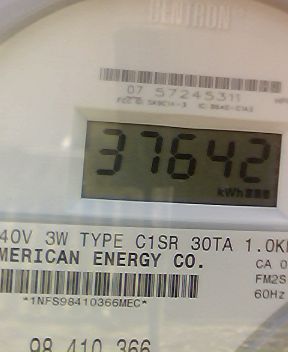 CENTRON®
07 57245311
37642
kWh
40V 3W TYPE C1SR 30TA 1.0K
MERICAN ENERGY CO.
CA 0
FM2S
*1NFS98410366MEC*
60Hz
98 410 366